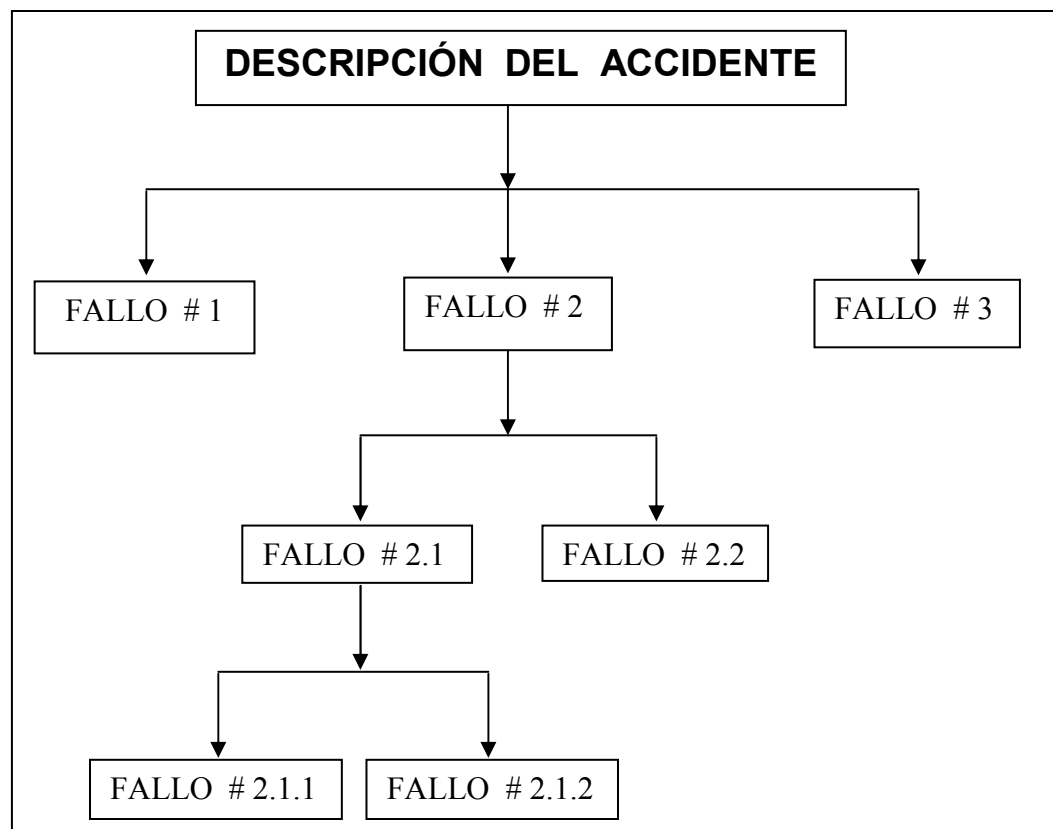 DESCRIPCIÓN DEL ACCIDENTE
FALLO # 1
FALLO # 2
FALLO # 3
FALLO # 2.1
FALLO # 2.2
FALLO # 2.1.1
FALLO # 2.1.2